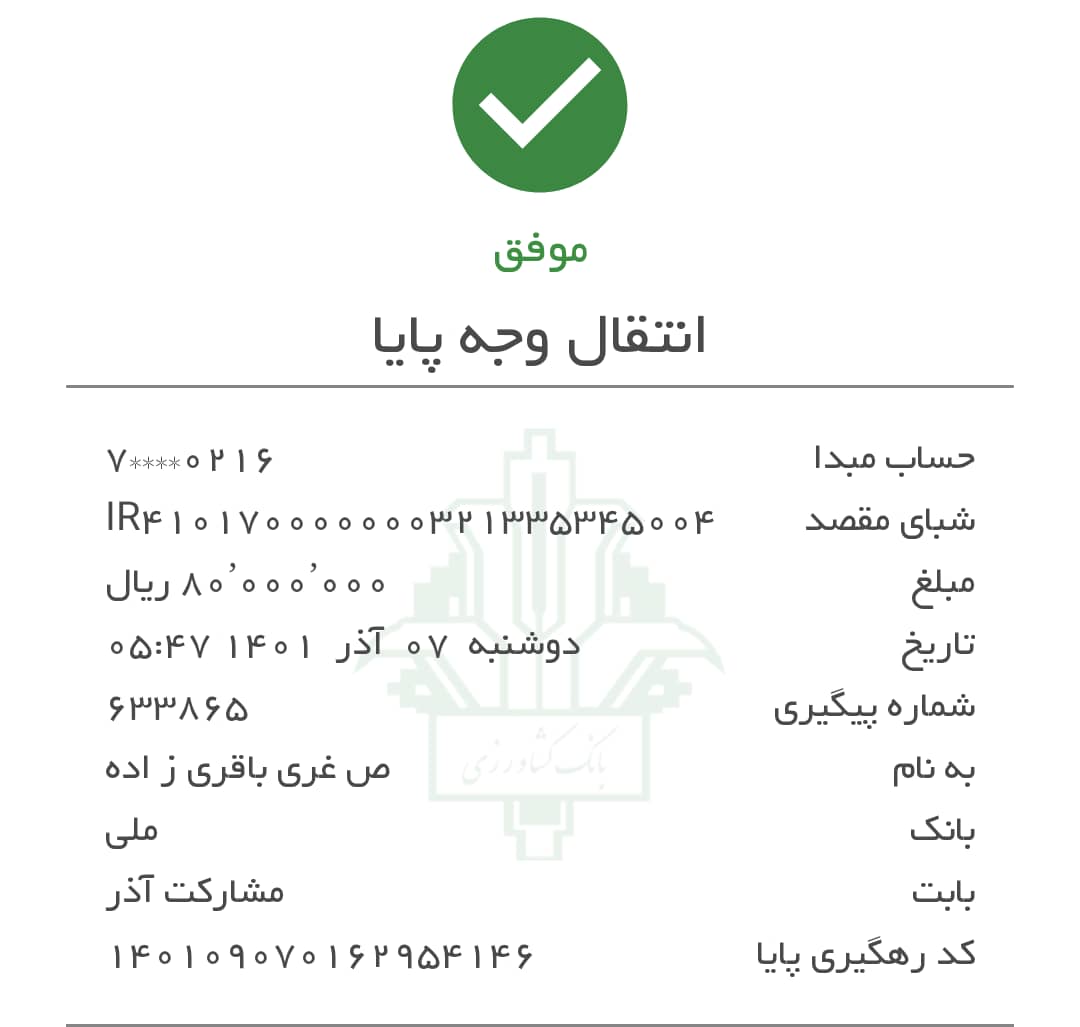 موفق
انتقال وجه پایا
حساب مبدا ۷****۰۲۱۶
شبای مقصد IR۴۱۰۱۷۰۰۰۰۰۰۰۳۲۱۳۳۵۳۴۵۰۰۴
مبلغ ۸۰٬۰۰۰٬۰۰۰ ریال
تاریخ دوشنبه ۰۷ آذر ۱۴۰۱ ۰۵:۴۷
شماره پیگیری ۶۳۳۸۶۵
به نام ص غری باقری ز اده
بانک کشاورزی
بانک ملی
بابت مشارکت آذر
کد رهگیری پایا ۱۴۰۱۰۹۰۷۰۱۶۲۹۵۴۱۴۶